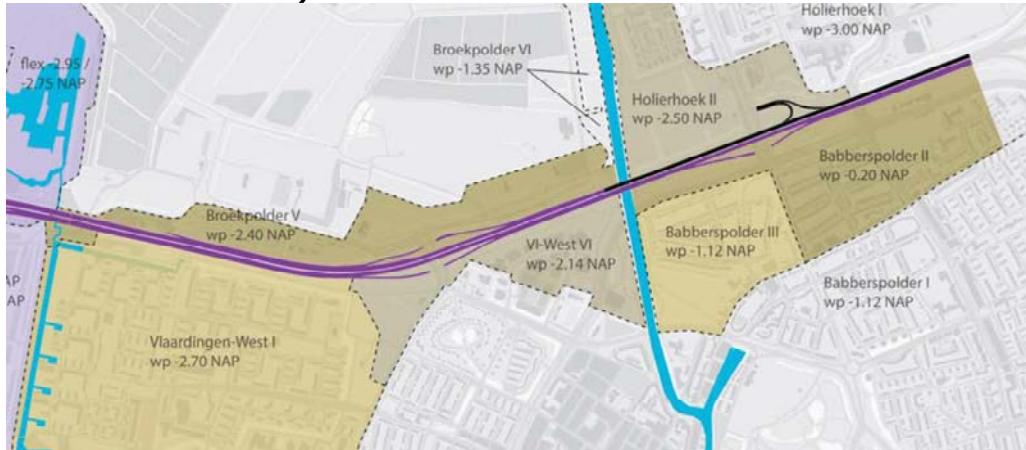 Holierhoek I
wp -3.00 NAP
Broekpolder VI
wp -1.35 NAP
flex -2.95 /
-2.75 NAP
Holierhoek II
wp -2.50 NAP
Babberspolder II
wp -0.20 NAP
Broekpolder V
wp -2.40 NAP
VI-West VI
wp -2.14 NAP
Babberspolder III
wp -1.12 NAP
Babberspolder I
wp -1.12 NAP
AP
AP
Vlaardingen-West I
wp -2.70 NAP